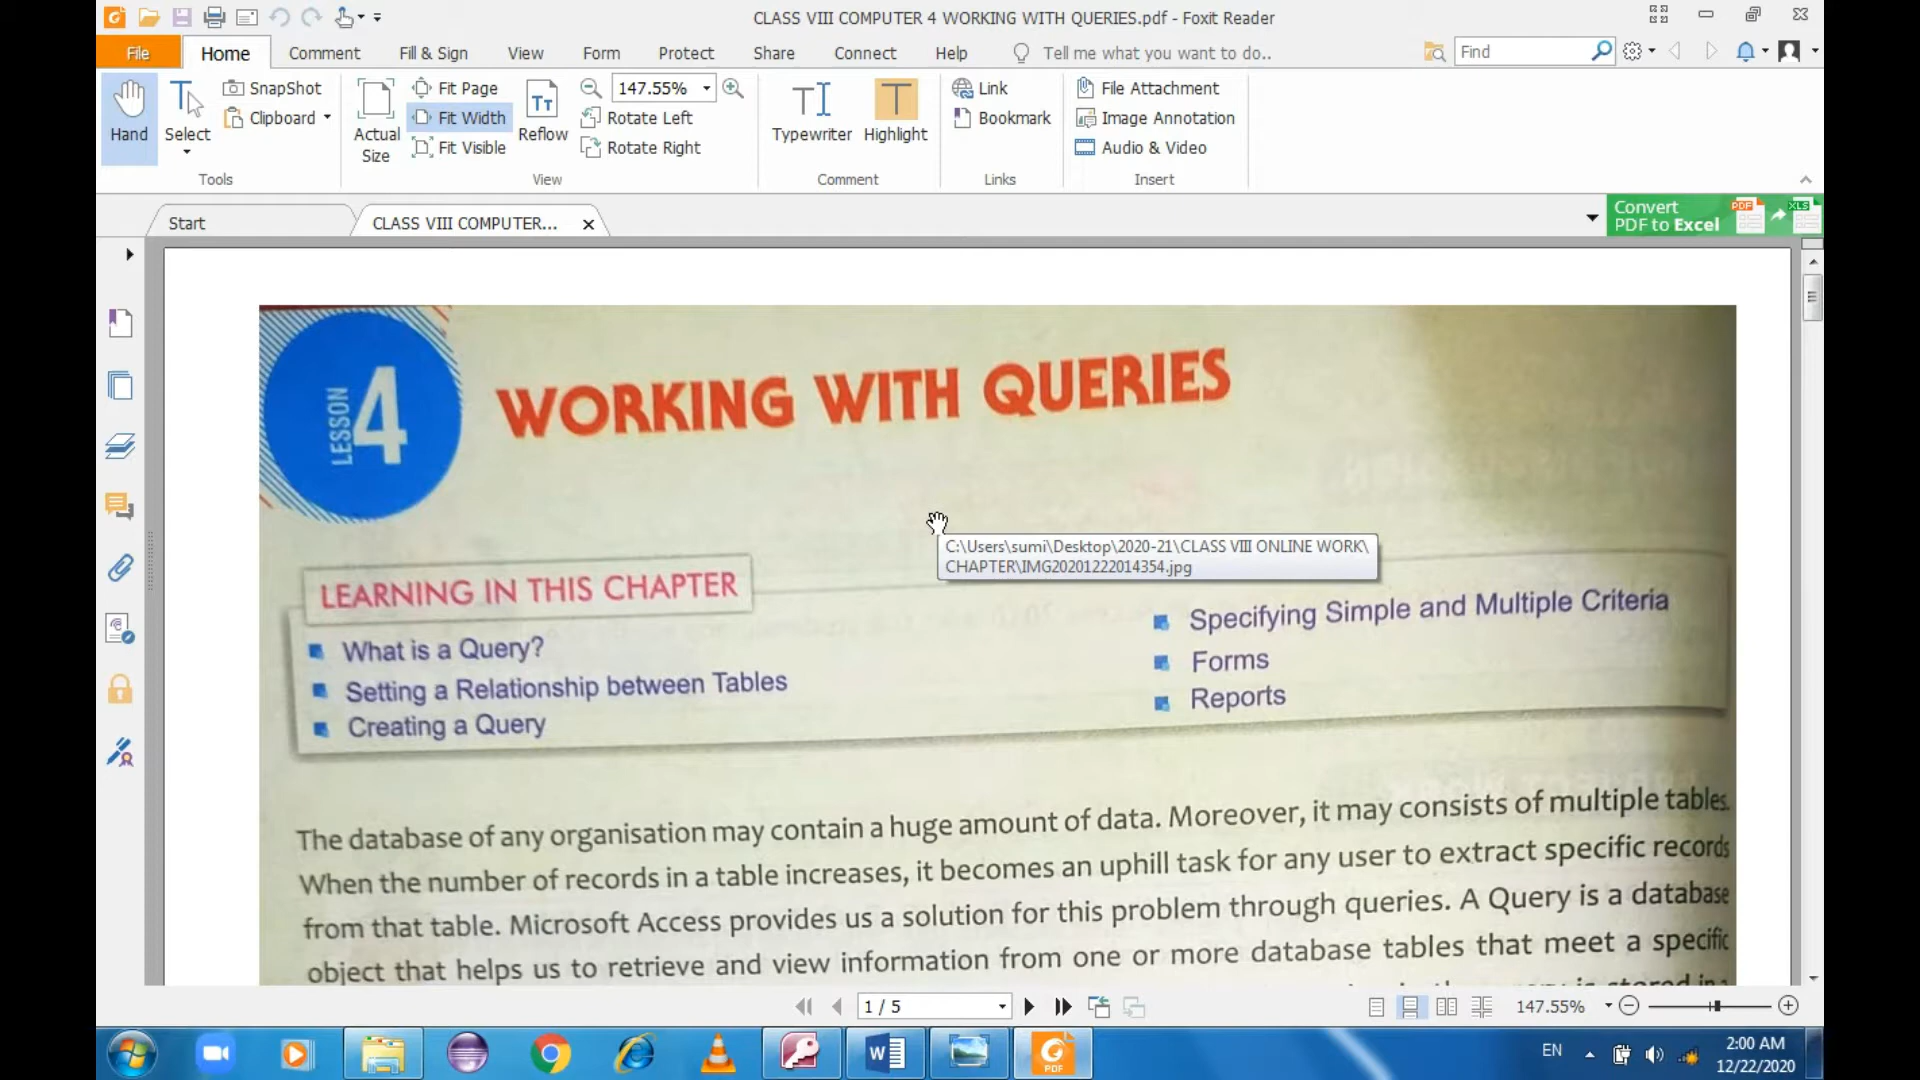 CLASS VIII COMPUTER 4 WORKING WITH QUERIES.pdf - Foxit Reader
File Home Comment Fill & Sign View Form Protect Share Connect Help Tell me what you want to do.. Find
Hand
Select
SnapShot
Clipboard
Tools
Actual
Size
Fit Page
Fit Width
Fit Visible
Reflow
147.55%
Rotate Left
Rotate Right
View
Typewriter
Highlight
Comment
Link
Bookmark
Links
File Attachment
Image Annotation
Audio & Video
Insert
Start
CLASS VIII COMPUTER...
Convert
PDF to Excel
PDF
XLS
LESSON 4
WORKING WITH QUERIES
C:\Users\sumi\Desktop\2020-21\CLASS VIII ONLINE WORK\
CHAPTER\IMG20201222014354.jpg
LEARNING IN THIS CHAPTER
What is a Query?
Setting a Relationship between Tables
Creating a Query
Specifying Simple and Multiple Criteria
Forms
Reports
The database of any organisation may contain a huge amount of data. Moreover, it may consists of multiple tables.
When the number of records in a table increases, it becomes an uphill task for any user to extract specific records
from that table. Microsoft Access provides us a solution for this problem through queries. A Query is a database
object that helps us to retrieve and view information from one or more database tables that meet a specific
1 / 5
147.55%
EN
2:00 AM
12/22/2020